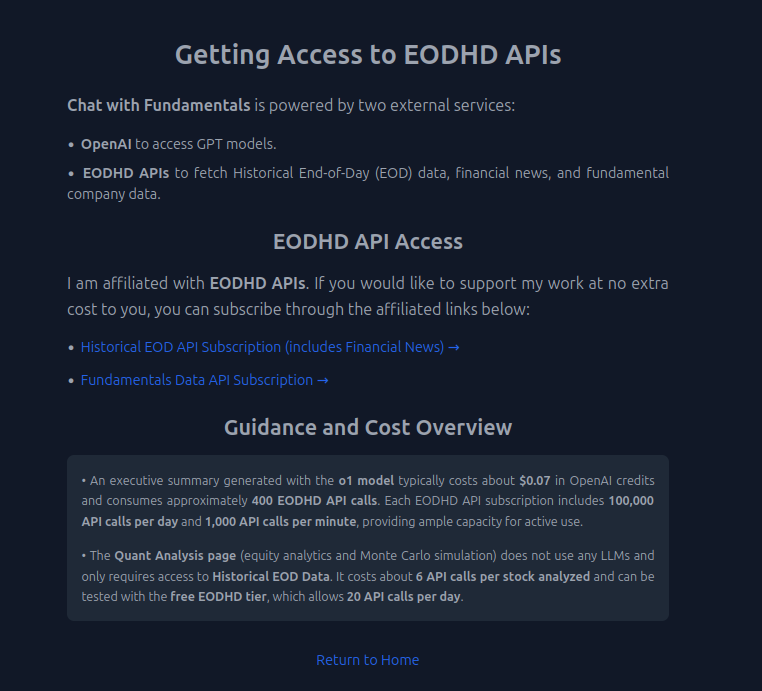 Getting Access to EODHD APIs
Chat with Fundamentals is powered by two external services:
• OpenAI to access GPT models.
• EODHD APIs to fetch Historical End-of-Day (EOD) data, financial news, and fundamental
company data.
EODHD API Access
I am affiliated with EODHD APIs. If you would like to support my work at no extra
cost to you, you can subscribe through the affiliated links below:
• Historical EOD API Subscription (includes Financial News) →
• Fundamentals Data API Subscription →
Guidance and Cost Overview
• An executive summary generated with the o1 model typically costs about $0.07 in OpenAI credits
and consumes approximately 400 EODHD API calls. Each EODHD API subscription includes 100,000
API calls per day and 1,000 API calls per minute, providing ample capacity for active use.
• The Quant Analysis page (equity analytics and Monte Carlo simulation) does not use any LLMs and
only requires access to Historical EOD Data. It costs about 6 API calls per stock analyzed and can be
tested with the free EODHD tier, which allows 20 API calls per day.
Return to Home